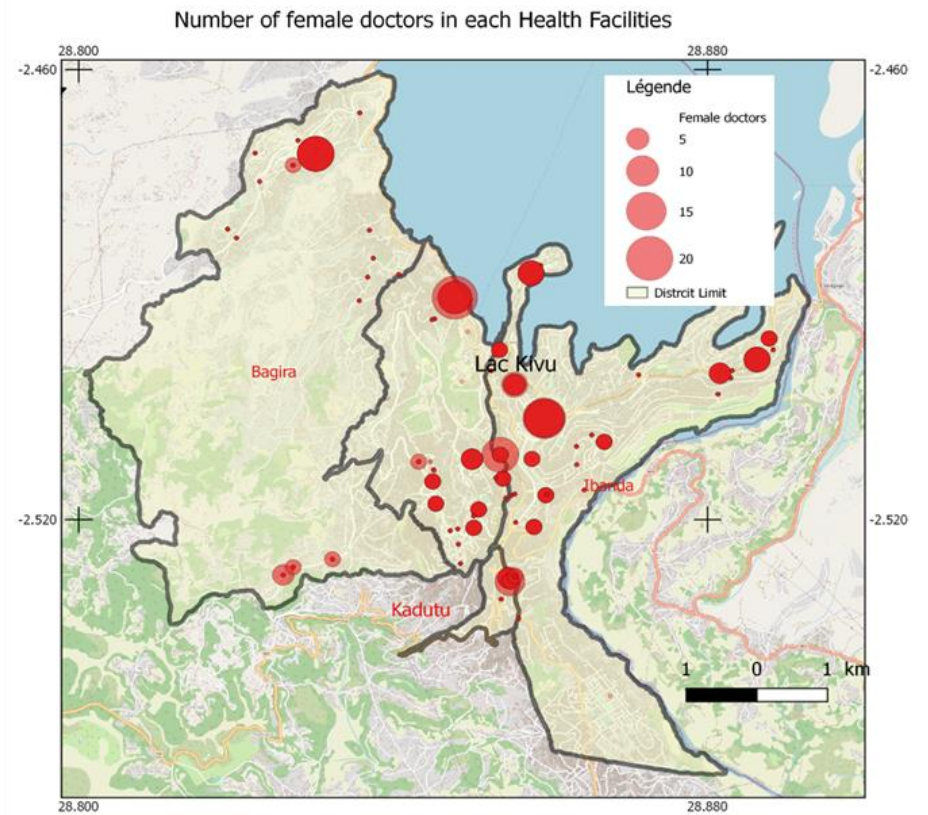 Number of female doctors in each Health Facilities
28.800
28.880
-2.460
-2.460
Légende
Female doctors
5
10
15
20
Distrcit Limit
Lac Kivu
Bagira
Ibanda
-2.520
-2.520
Kadutu
1 0 1 km
28.800
28.880